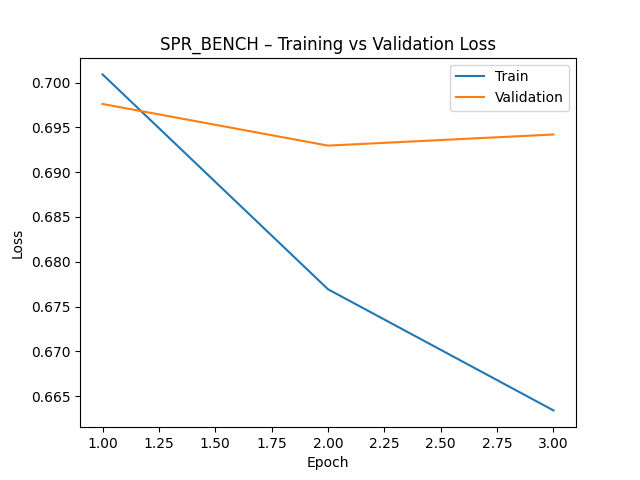 SPR_BENCH – Training vs Validation Loss
Train
Validation
0.700
0.695
0.690
0.685
0.680
0.675
0.670
0.665
Loss
1.00 1.25 1.50 1.75 2.00 2.25 2.50 2.75 3.00
Epoch